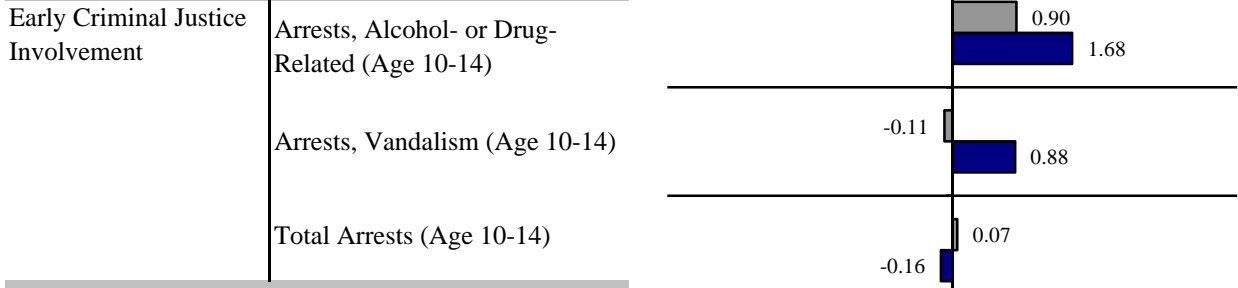 Early Criminal Justice
Involvement
Arrests, Alcohol- or Drug-
Related (Age 10-14)
0.90
1.68
Arrests, Vandalism (Age 10-14)
-0.11
0.88
Total Arrests (Age 10-14)
0.07
-0.16